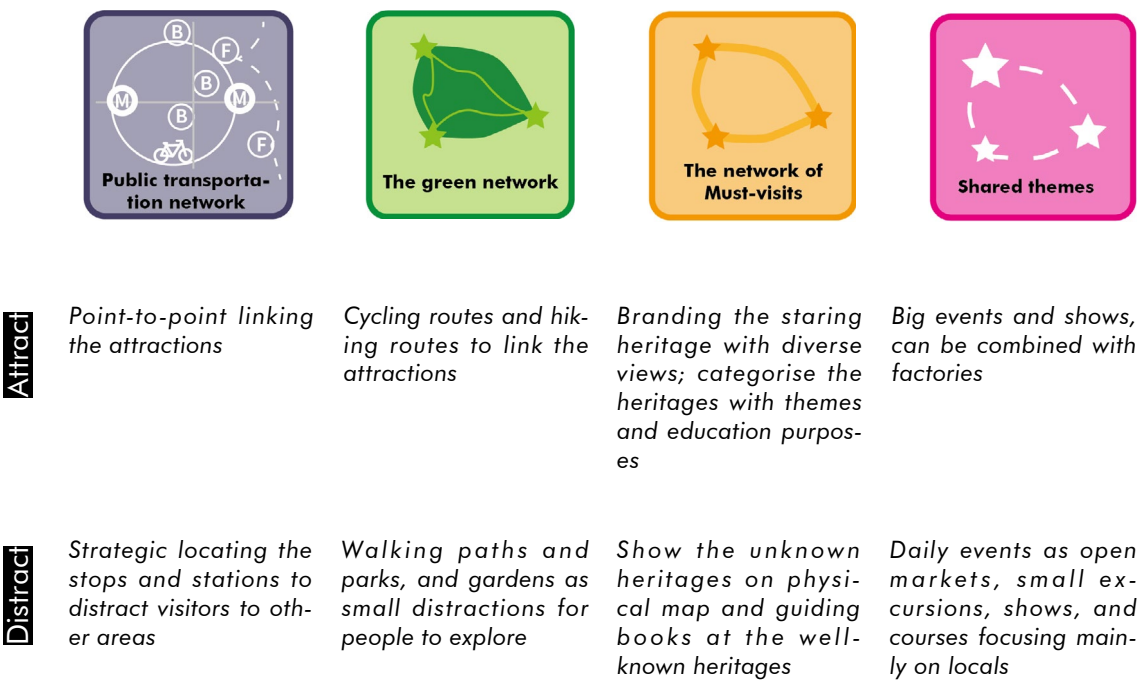 B
F
B
M
M
B
F
Public transporta-
tion network
The green network
The network of
Must-visits
Shared themes
Attract
Point-to-point linking
the attractions
Cycling routes and hik-
ing routes to link the
attractions
Branding the staring
heritage with diverse
views; categorise the
heritages with themes
and education purpos-
es
Big events and shows,
can be combined with
factories
Distract
Strategic locating the
stops and stations to
distract visitors to oth-
er areas
Walking paths and
parks, and gardens as
small distractions for
people to explore
Show the unknown
heritages on physi-
cal map and guiding
books at the well-
known heritages
Daily events as open
markets, small ex-
cursions, shows, and
courses focusing main-
ly on locals